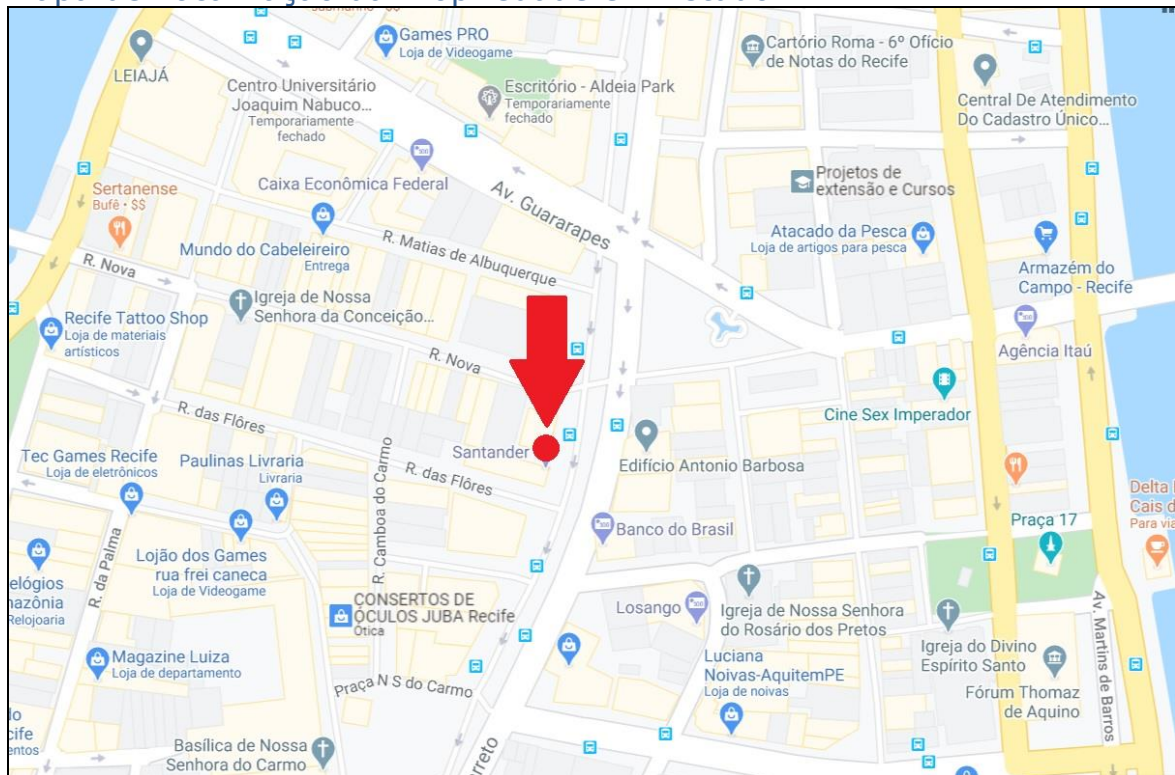 Games PRO
Loja de Videogame
LEIAJÁ
Cartório Roma - 6º Ofício
de Notas do Recife
Centro Universitário
Joaquim Nabuco...
Temporariamente
fechado
Escritório - Aldeia Park
Temporariamente
fechado
Central De Atendimento
Do Cadastro Único...
Caixa Econômica Federal
Projetos de
extensão e Cursos
Sertanense
Bufê • $$
Av. Guararapes
Mundo do Cabeleireiro
Entrega
R. Matias de Albuquerque
Atacado da Pesca
Loja de artigos para pesca
R. Nova
Armazém do
Campo - Recife
Igreja de Nossa
Senhora da Conceição...
Recife Tattoo Shop
Loja de materiais
artísticos
R. Nova
Agência Itaú
R. das Flôres
Cine Sex Imperador
Tec Games Recife
Loja de eletrônicos
Paulinas Livraria
Livraria
R. Camboa do Carmo
R. das Flôres
Santander
Edifício Antonio Barbosa
Banco do Brasil
Praça 17
Delta
Cais d
Para via
R. da Palma
Lojão dos Games
rua frei caneca
Loja de Videogame
elógios
mazônia
Relojoaria
CONSERTOS DE
ÓCULOS JUBA Recife
Ótica
Losango
Igreja de Nossa Senhora
do Rosário dos Pretos
Av. Martins de Barros
Igreja do Divino
Espírito Santo
Magazine Luiza
Loja de departamento
Praça N S do Carmo
Luciana
Noivas-AquitemPE
Loja de noivas
Fórum Thomaz
de Aquino
do
cife
entos
Basílica de Nossa
Senhora do Carmo
rreto